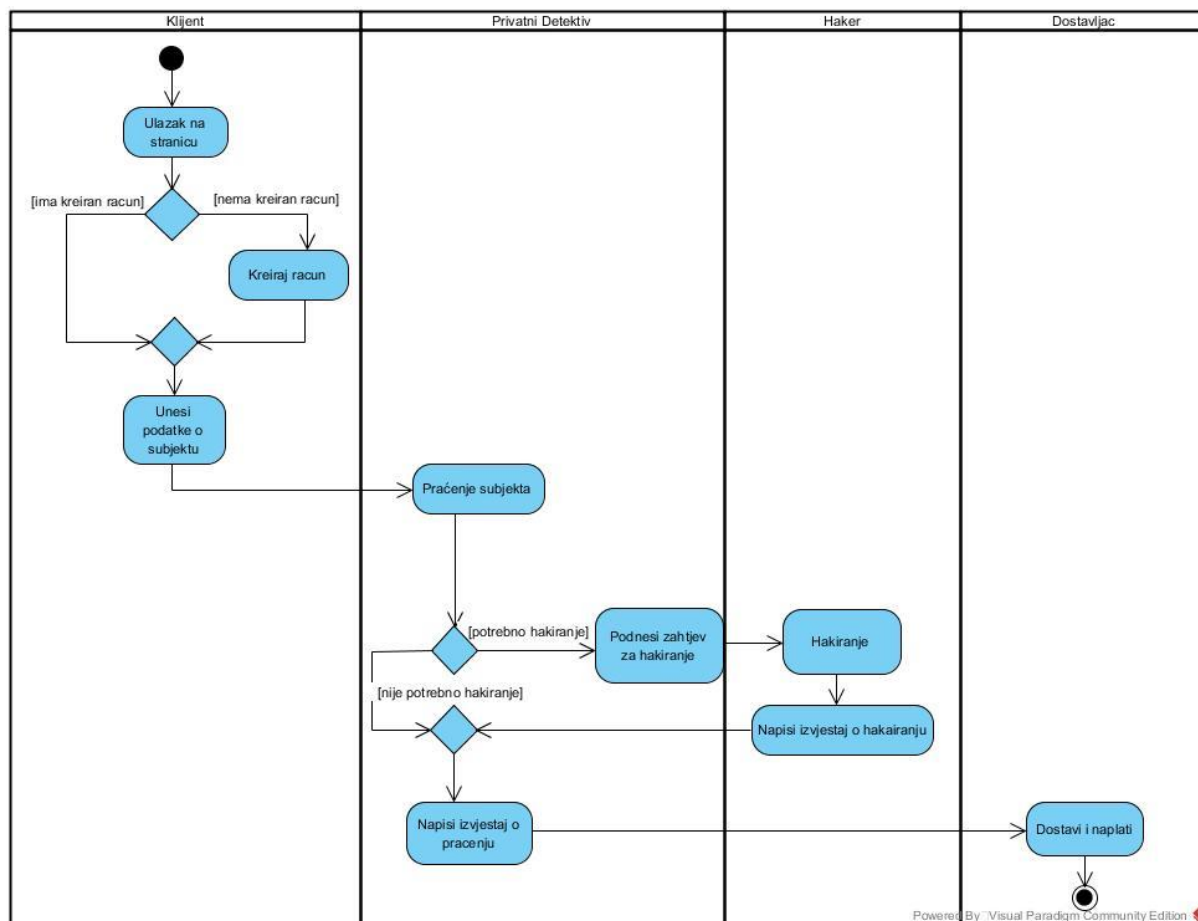 Klijent
Privatni Detektiv
Haker
Dostavljac
Ulazak na
stranicu
[ima kreiran racun]
[nema kreiran racun]
Kreiraj racun
Unesi
podatke o
subjektu
Praćenje subjekta
[potrebno hakiranje]
Podnesi zahtjev
za hakiranje
Hakiranje
[nije potrebno hakiranje]
Napisi izvjestaj o hakairanju
Napisi izvjestaj o
pracenju
Dostavi i naplati
Powered By Visual Paradigm Community Edition